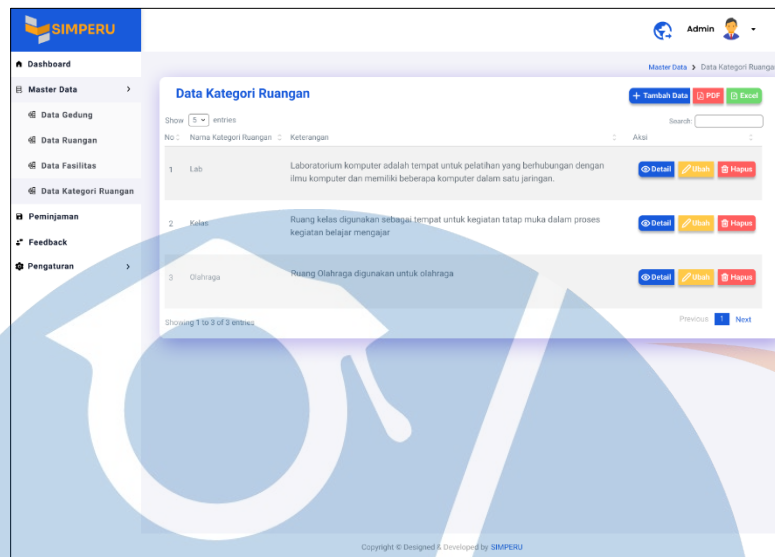 SIMPERU
Admin
Dashboard
Master Data > Data Kategori Ruanga
Master Data >
Data Kategori Ruangan
+ Tambah Data PDF Excel
Data Gedung
Show 5 entries
Search:
Data Ruangan
No Nama Kategori Ruangan Keterangan Aksi
Data Fasilitas
1 Lab Laboratorium komputer adalah tempat untuk pelatihan yang berhubungan dengan
ilmu komputer dan memiliki beberapa komputer dalam satu jaringan.
Detail Ubah Hapus
Data Kategori Ruangan
Peminjaman
2 Kelas Ruang kelas digunakan sebagai tempat untuk kegiatan tatap muka dalam proses
kegiatan belajar mengajar
Detail Ubah Hapus
Feedback
Pengaturan >
3 Olahraga Ruang Olahraga digunakan untuk olahraga
Detail Ubah Hapus
Showing 1 to 3 of 3 entries
Previous 1 Next
Copyright © Designed & Developed by SIMPERU